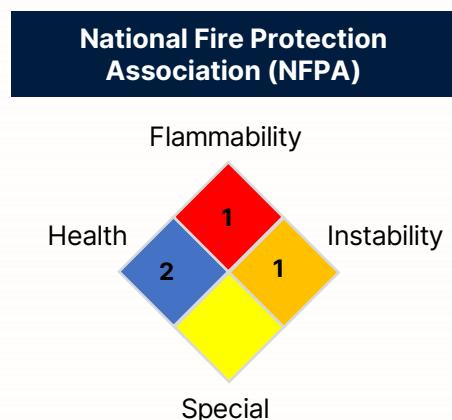 National Fire Protection
Association (NFPA)
Flammability
1
Health
Instability
2
1
Special